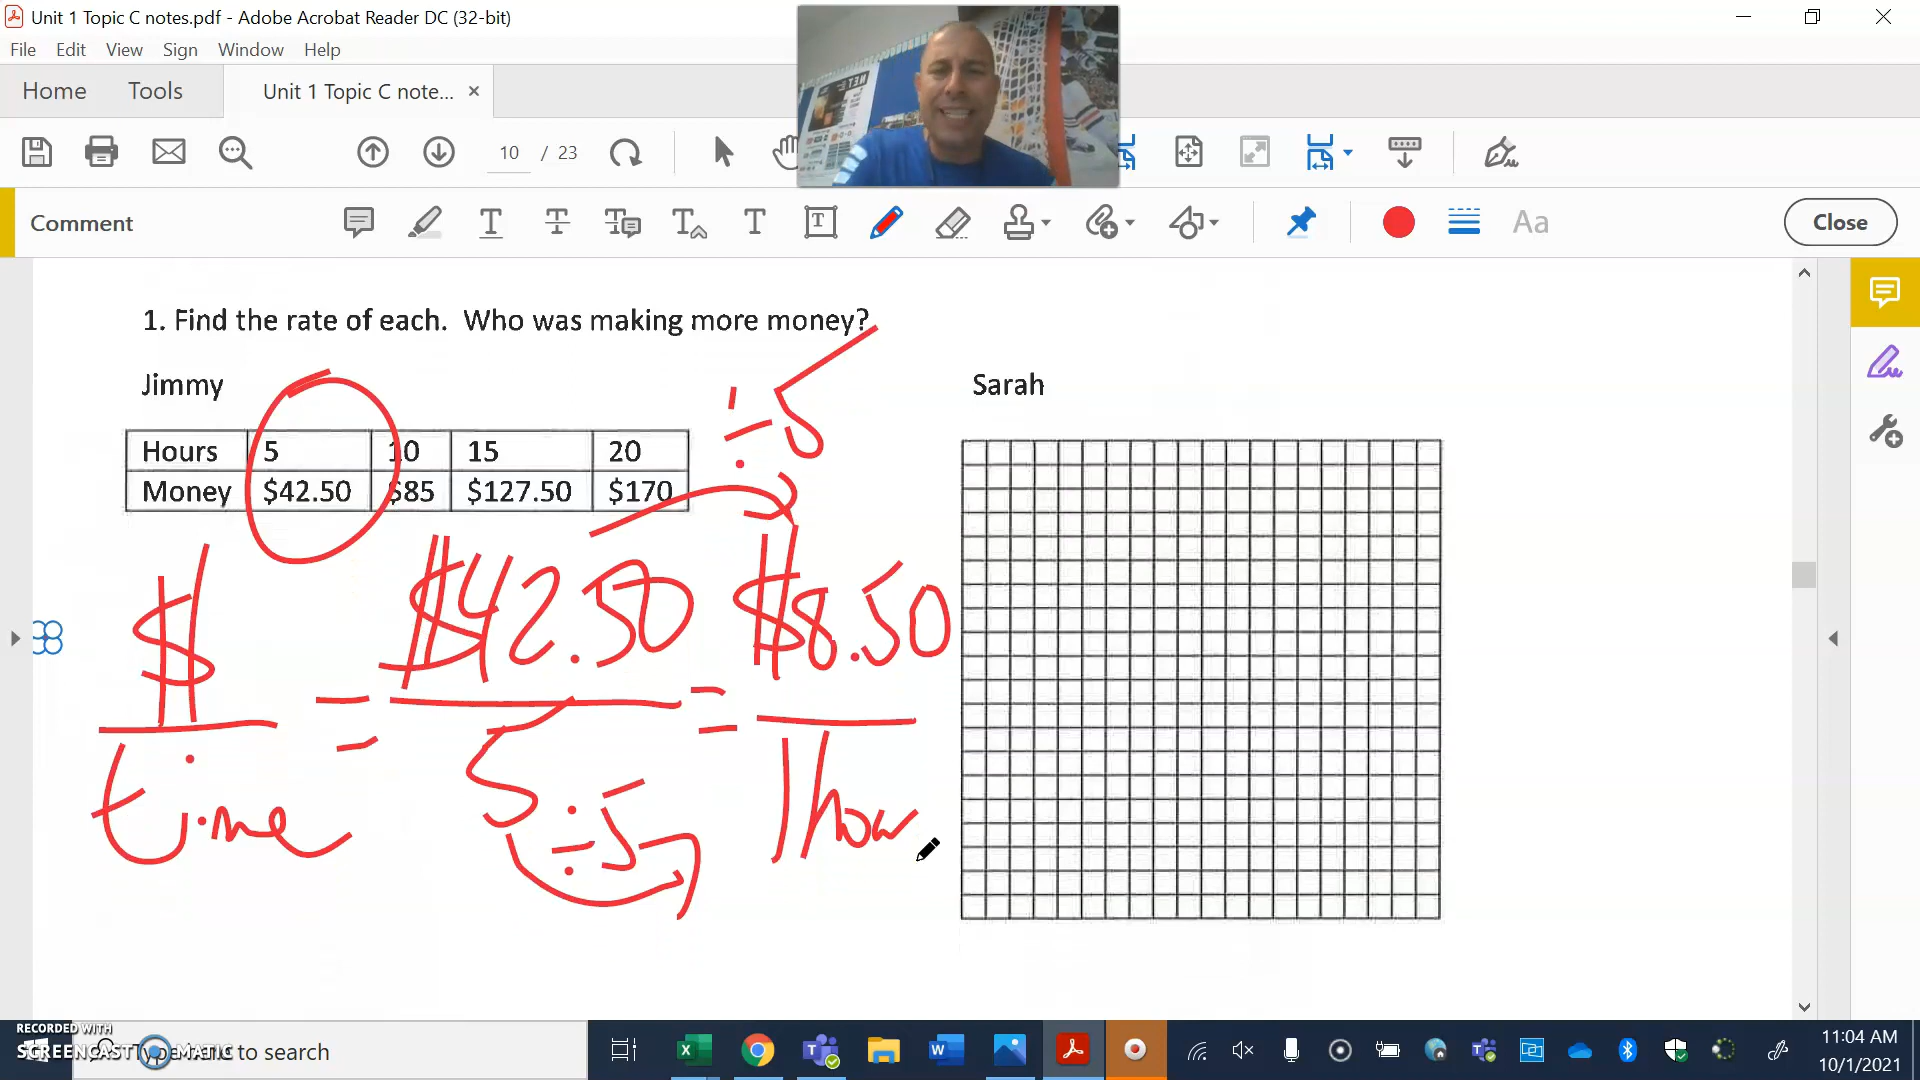 Unit 1 Topic C notes.pdf - Adobe Acrobat Reader DC (32-bit)
File Edit View Sign Window Help
Home Tools Unit 1 Topic C note... ×
10 / 23
Comment
T T T T T T Aa Close
1. Find the rate of each. Who was making more money?
Jimmy
Sarah
÷5
Hours 5 10 15 20
Money $42.50 $85 $127.50 $170
$ = $42.50 = $8.50
time 5 1 hour
÷5
RECORDED WITH
SCREENCAST MATIC
Type here to search
11:04 AM
10/1/2021